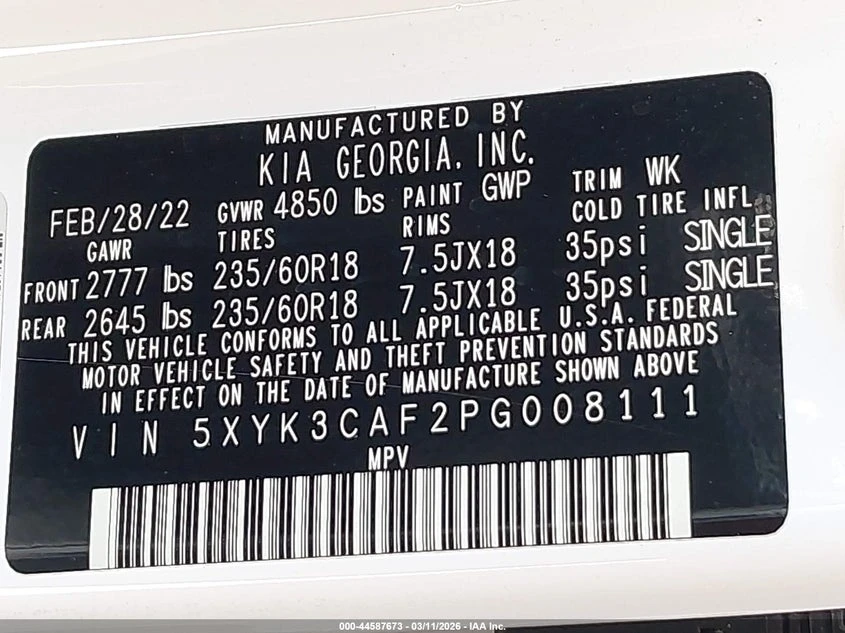 MANUFACTURED BY
KIA GEORGIA, INC.
FEB/28/22 GVWR 4850 lbs PAINT GWP TRIM WK
GAWR TIRES RIMS COLD TIRE INFL.
FRONT 2777 lbs 235/60R18 7.5JX18 35psi SINGLE
REAR 2645 lbs 235/60R18 7.5JX18 35psi SINGLE
THIS VEHICLE CONFORMS TO ALL APPLICABLE U.S.A. FEDERAL
MOTOR VEHICLE SAFETY AND THEFT PREVENTION STANDARDS
IN EFFECT ON THE DATE OF MANUFACTURE SHOWN ABOVE
VIN 5XYK3CAF2PG008111
MPV
000-44587673 - 03/11/2026 - IAA Inc.